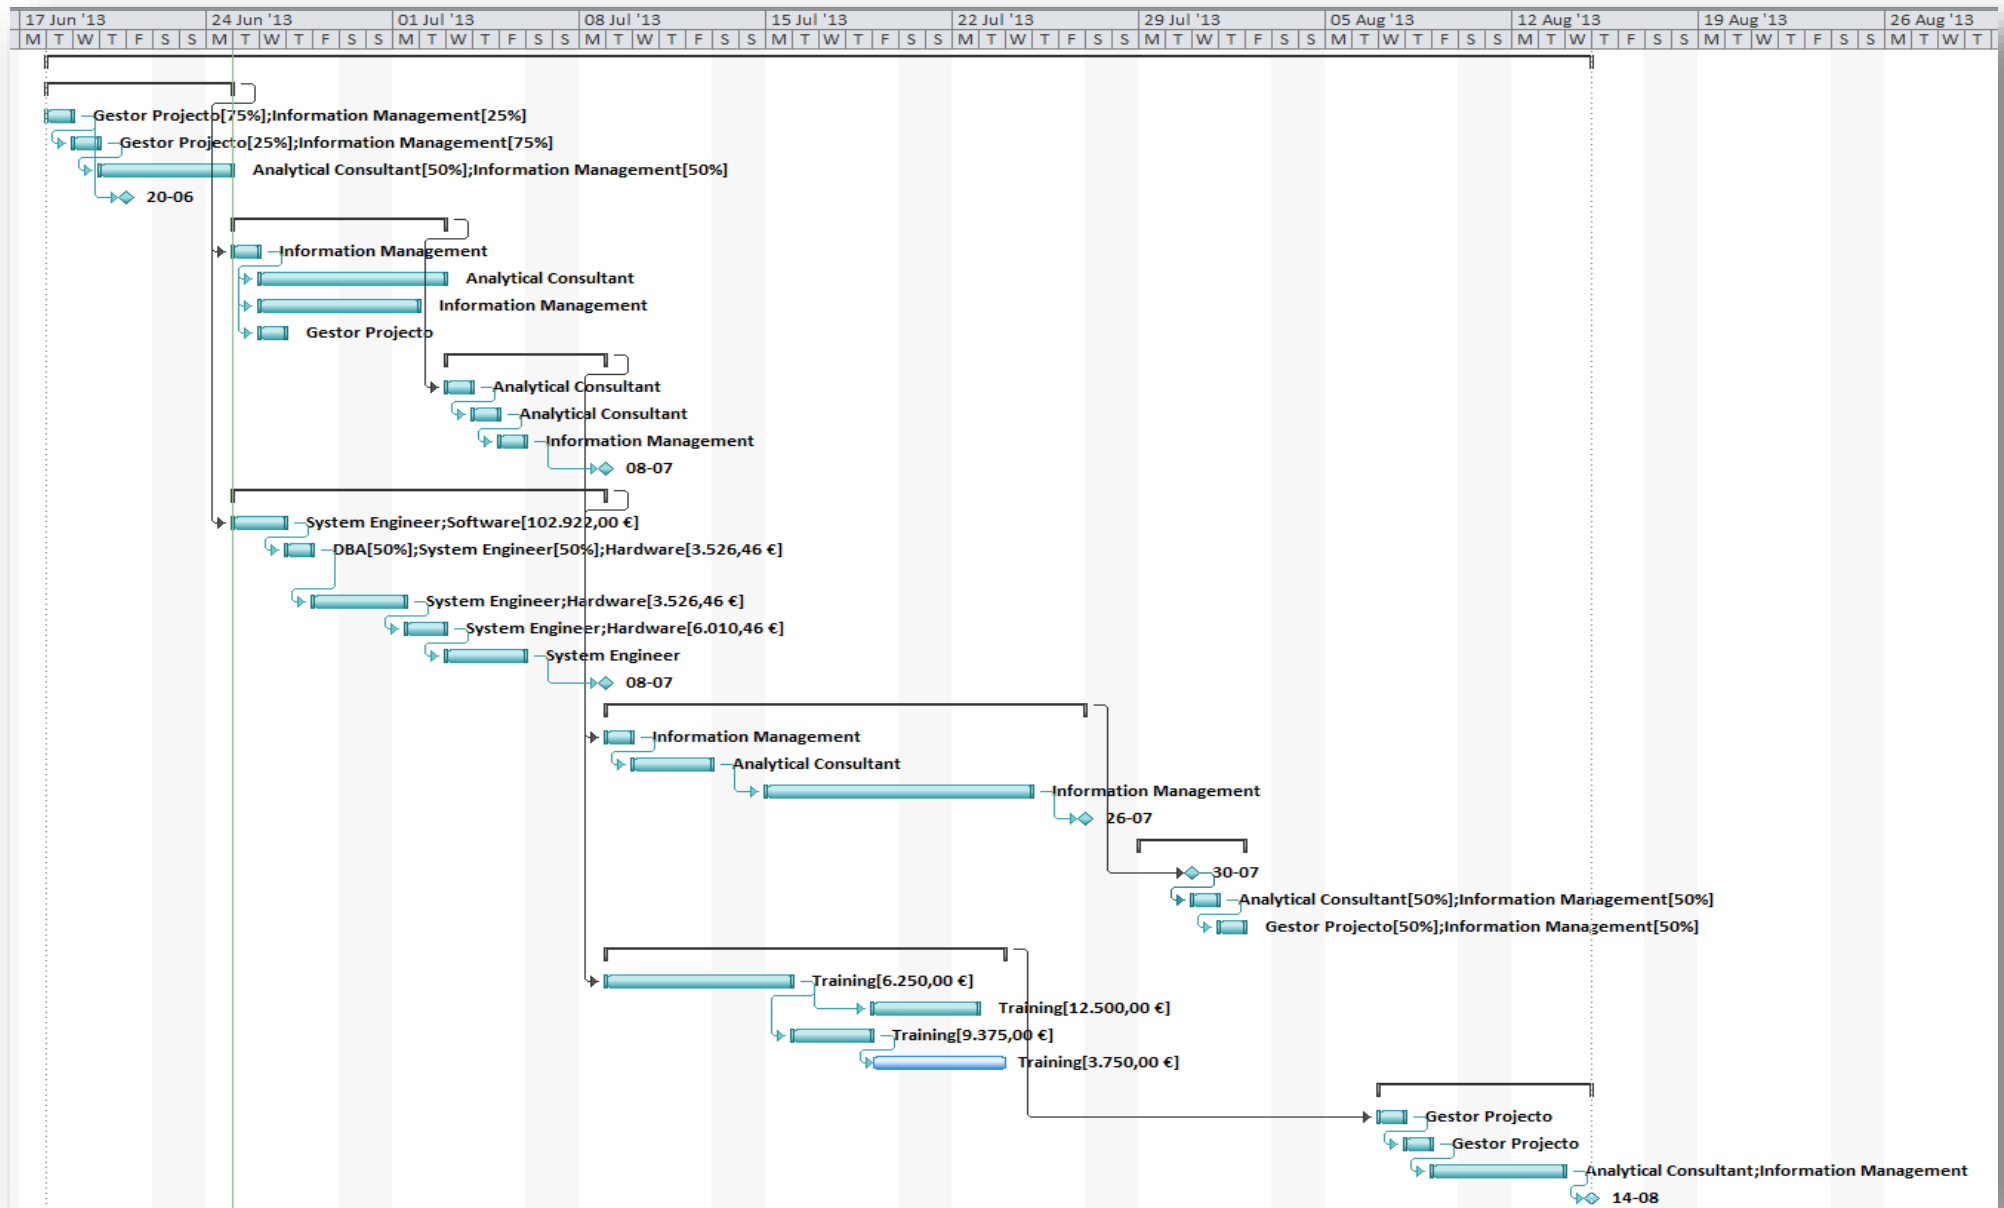 17 Jun '13 24 Jun '13 01 Jul '13 08 Jul '13 15 Jul '13 22 Jul '13 29 Jul '13 05 Aug '13 12 Aug '13 19 Aug '13 26 Aug '13
M T W T F S S M T W T F S S M T W T F S S M T W T F S S M T W T F S S M T W T F S S M T W T F S S M T W T F S S M T W T F S S M T W T F S S M T W T
Gestor Projecto[75%];Information Management[25%]
Gestor Projecto[25%];Information Management[75%]
Analytical Consultant[50%];Information Management[50%]
20-06
Information Management
Analytical Consultant
Information Management
Gestor Projecto
Analytical Consultant
Analytical Consultant
Information Management
08-07
System Engineer;Software[102.922,00 €]
DBA[50%];System Engineer[50%];Hardware[3.526,46 €]
System Engineer;Hardware[3.526,46 €]
System Engineer;Hardware[6.010,46 €]
System Engineer
08-07
Information Management
Analytical Consultant
Information Management
26-07
30-07
Analytical Consultant[50%];Information Management[50%]
Gestor Projecto[50%];Information Management[50%]
Training[6.250,00 €]
Training[12.500,00 €]
Training[9.375,00 €]
Training[3.750,00 €]
Gestor Projecto
Gestor Projecto
Analytical Consultant;Information Management
14-08